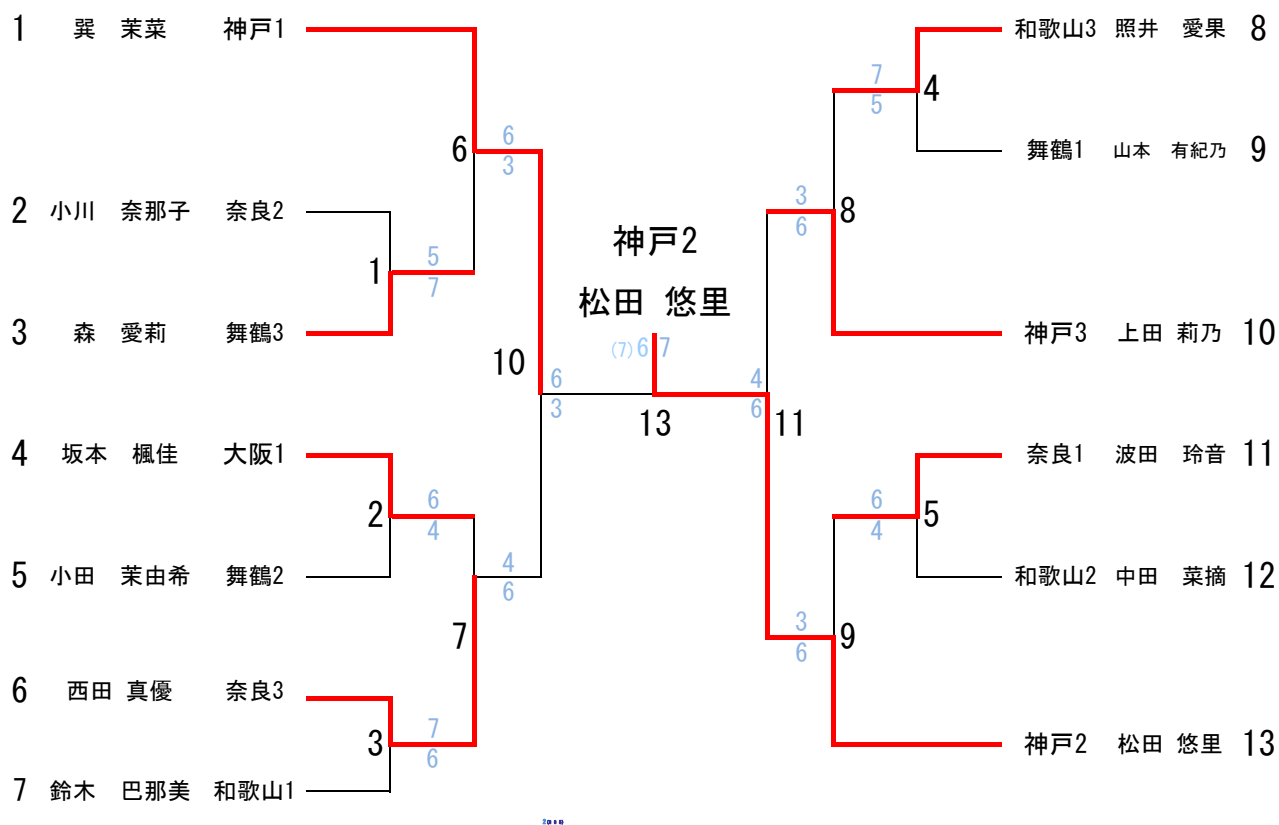 1 巽 茉菜 神戸1
6
6
3
2 小川 奈那子 奈良2
1
5
7
3 森 愛莉 舞鶴3
10
6
3
4 坂本 楓佳 大阪1
2
6
4
5 小田 茉由希 舞鶴2
4
6
7
6 西田 真優 奈良3
3
7
6
7 鈴木 巴那美 和歌山1
神戸2
松田 悠里
(7) 6 7
13
和歌山3 照井 愛果 8
7
5
4
舞鶴1 山本 有紀乃 9
3
6
8
神戸3 上田 莉乃 10
4
6
11
奈良1 波田 玲音 11
6
4
5
和歌山2 中田 菜摘 12
3
6
9
神戸2 松田 悠里 13